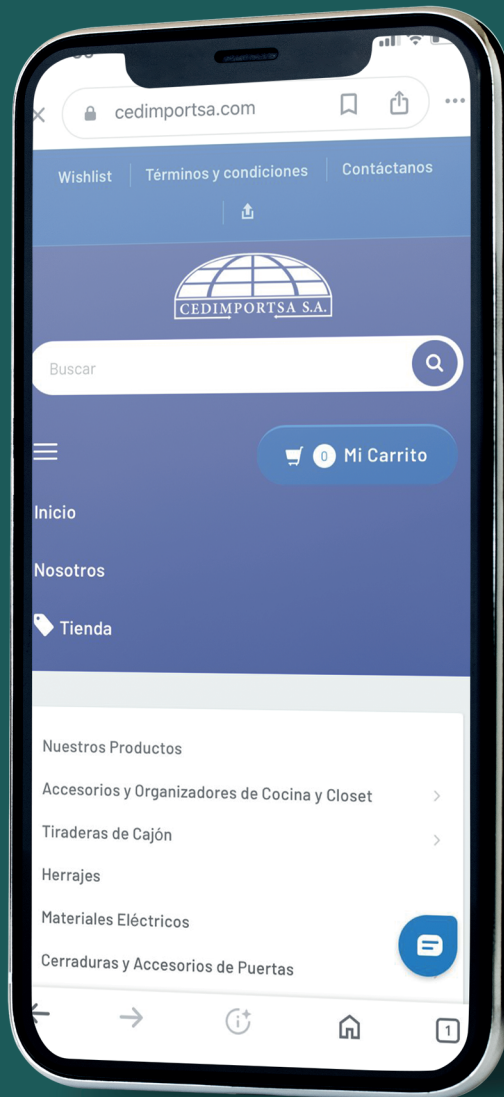 cedimportsa.com
Wishlist
Términos y condiciones
Contáctanos
CEDIMPORTSA S.A.
Buscar
0 Mi Carrito
Inicio
Nosotros
Tienda
Nuestros Productos
Accesorios y Organizadores de Cocina y Closet
Tiraderas de Cajón
Herrajes
Materiales Eléctricos
Cerraduras y Accesorios de Puertas
1